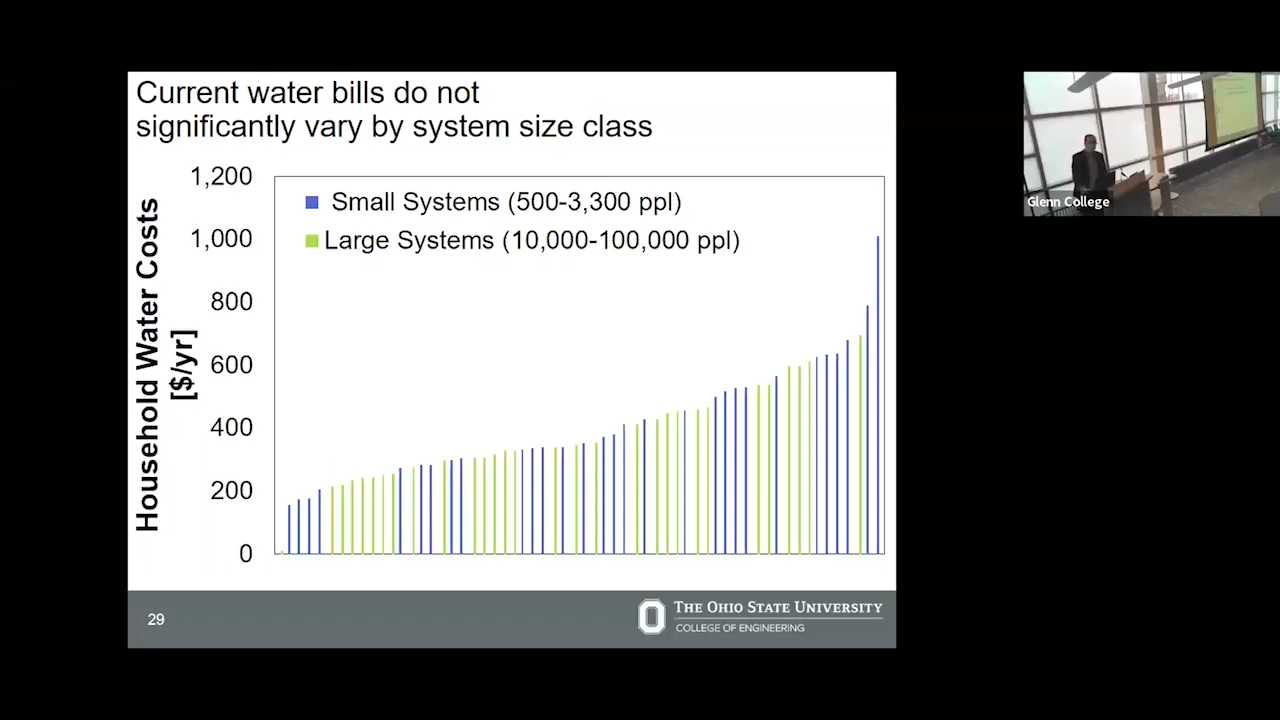 Current water bills do not
significantly vary by system size class
Household Water Costs
[$/yr]
1,200
1,000
800
600
400
200
0
Small Systems (500-3,300 ppl)
Large Systems (10,000-100,000 ppl)
29
THE OHIO STATE UNIVERSITY
COLLEGE OF ENGINEERING
Glenn College